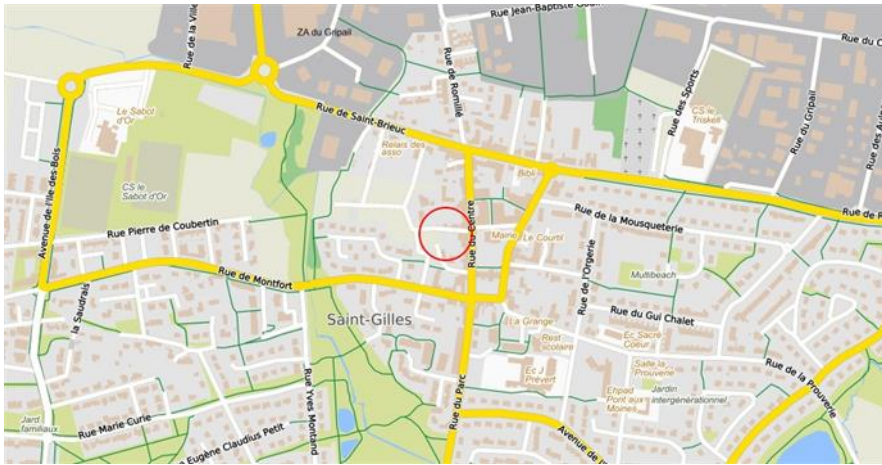 Rue Jean-Baptiste
Rue de la Ville
ZA du Gripail
Rue de Romillé
Rue du C
Rue des Sports
CS le
Triskell
Rue du Gripail
Rue des
Le Sabot
d'Or
Rue de Saint-Brieuc
Relais des
asso
Bibli
CS le
Sabot d'Or
Avenue de l'Ile des Bois
Rue Pierre de Coubertin
Rue du Centre
Mairie
Le Courtil
Rue de la Mousqueterie
Rue de R
Rue de l'Orgerie
Multibeach
Rue de Montfort
la Saudrais
Saint-Gilles
La Grange
Rue du Gui Chalet
Rest
scolaire
Ec Sacré
Coeur
Salle la
Prouverie
Rue de la Prouverie
Ec J
Prévert
Ehpad
Pont aux
Moines
Jardin
intergénérationnel
Rue du Parc
Rue Yves Montand
Jard
familiaux
Rue Marie Curie
Eugène Claudius Petit
Avenue de